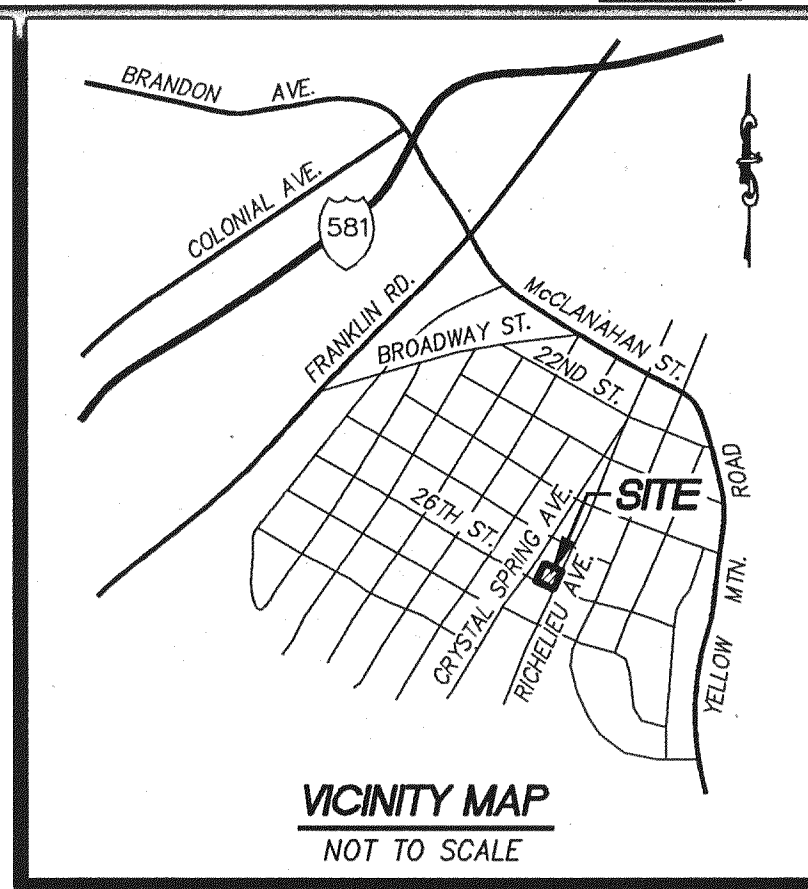 BRANDON AVE.
COLONIAL AVE.
581
FRANKLIN RD.
BROADWAY ST.
McCLANAHAN ST.
22ND ST.
26TH ST.
CRYSTAL SPRING AVE.
SITE
RICHELIEU AVE.
YELLOW MTN. ROAD
VICINITY MAP
NOT TO SCALE